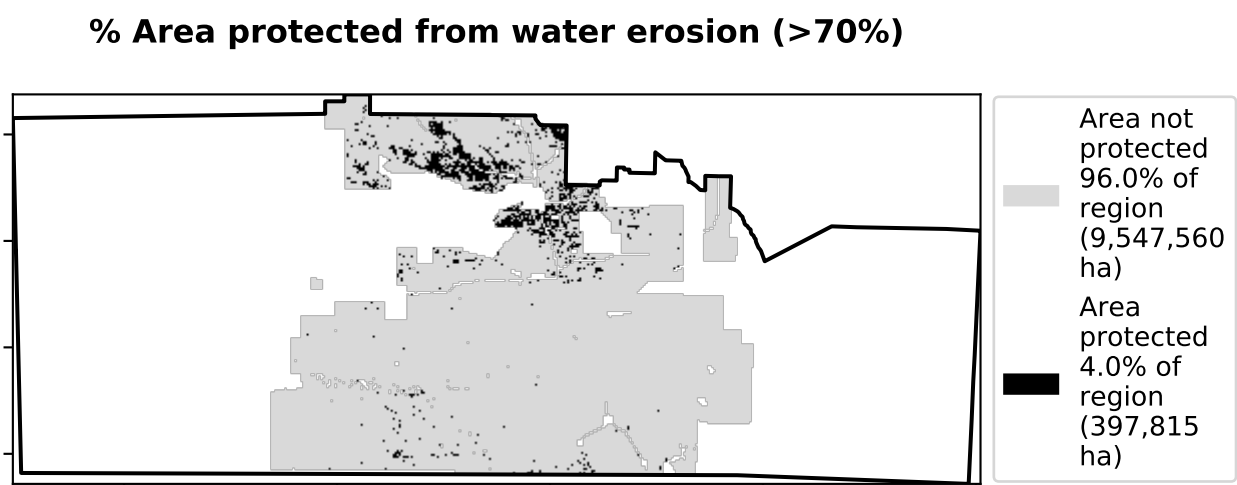 % Area protected from water erosion (>70%)
Area not
protected
96.0% of
region
(9,547,560
ha)
Area
protected
4.0% of
region
(397,815
ha)